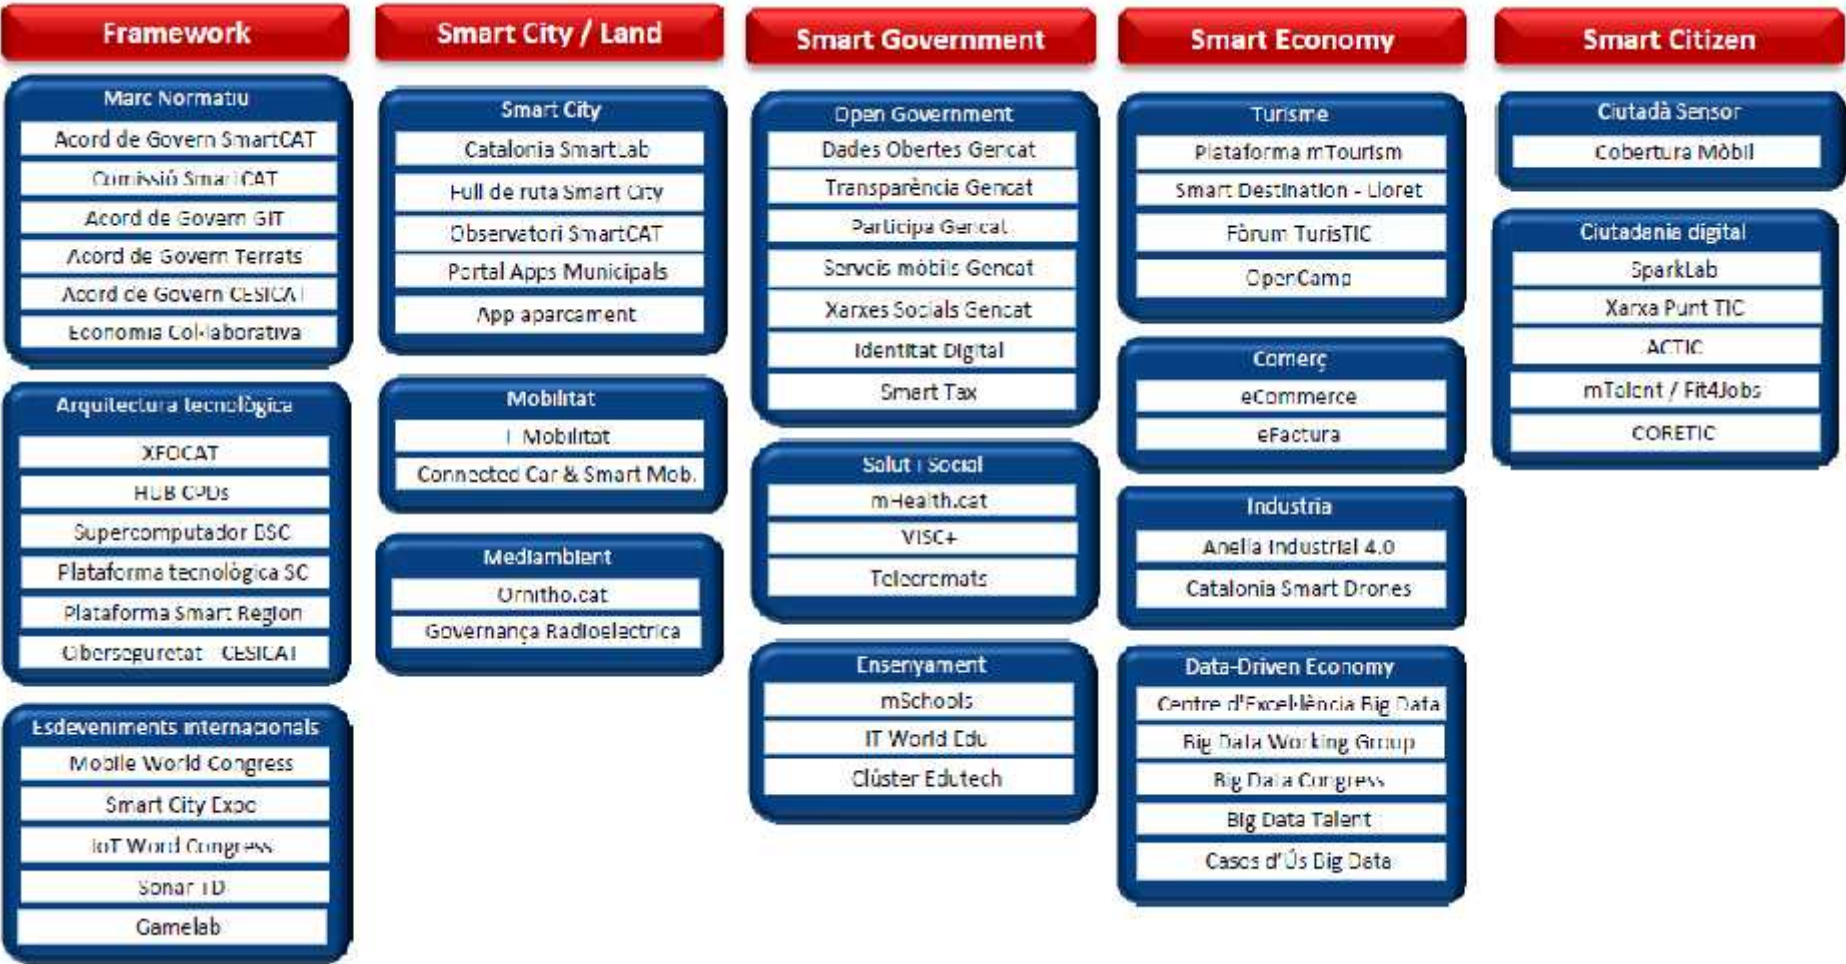 Framework
Marc Normatiu
Acord de Govern SmartCAT
Comissió SmartCAT
Acord de Govern GIT
Acord de Govern Terrats
Acord de Govern CESICAT
Economia Col·laborativa
Arquitectura tecnològica
XFOCAT
HUB CPDs
Supercomputador BSC
Plataforma tecnològica SC
Plataforma Smart Region
Ciberseguretat - CESICAT
Esdeveniments internacionals
Mobile World Congress
Smart City Expo
IoT Word Congress
Sonar +D
Gamelab
Smart City / Land
Smart City
Catalonia SmartLab
Full de ruta Smart City
Observatori SmartCAT
Portal Apps Municipals
App aparcament
Mobilitat
T-Mobilitat
Connected Car & Smart Mob.
Mediambient
Ornitho.cat
Governança Radioelectrica
Smart Government
Open Government
Dades Obertes Gencat
Transparència Gencat
Participa Gencat
Serveis mòbils Gencat
Xarxes Socials Gencat
Identitat Digital
Smart Tax
Salut i Social
mHealth.cat
VISC+
Telecremats
Ensenyament
mSchools
IT World Edu
Clúster Edutech
Smart Economy
Turisme
Plataforma mTourism
Smart Destination - Lloret
Fòrum TurisTIC
OpenCamp
Comerç
eCommerce
eFactura
Industria
Anella Industrial 4.0
Catalonia Smart Drones
Data-Driven Economy
Centre d'Excel·lència Big Data
Big Data Working Group
Big Data Congress
Big Data Talent
Casos d'Ús Big Data
Smart Citizen
Ciutadà Sensor
Cobertura Mòbil
Ciutadania digital
SparkLab
Xarxa Punt TIC
ACTIC
mTalent / Fit4Jobs
CORETIC